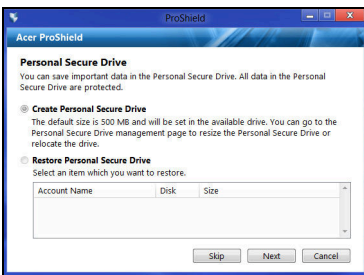 ProShield
Acer ProShield
Personal Secure Drive
You can save important data in the Personal Secure Drive. All data in the Personal
Secure Drive are protected.
Create Personal Secure Drive
The default size is 500 MB and will be set in the available drive. You can go to the
Personal Secure Drive management page to resize the Personal Secure Drive or
relocate the drive.
Restore Personal Secure Drive
Select an item which you want to restore.
Account Name Disk Size
Skip Next Cancel